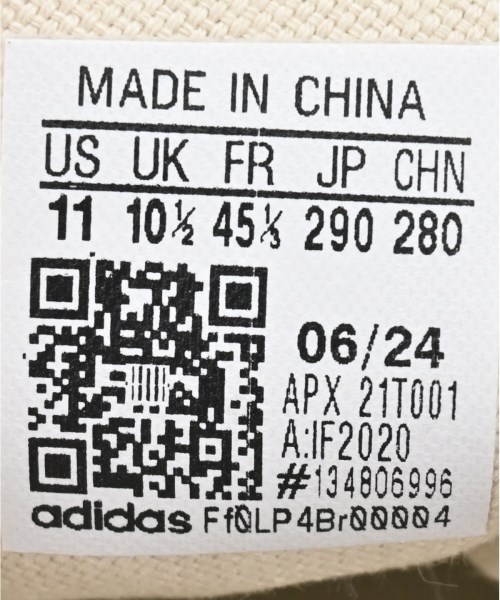 MADE IN CHINA
US UK FR JP CHN
11 10½ 45⅓ 290 280
06/24
APX 21T001
A:IF2020
#134806996
adidas Ff0LP4Br00004